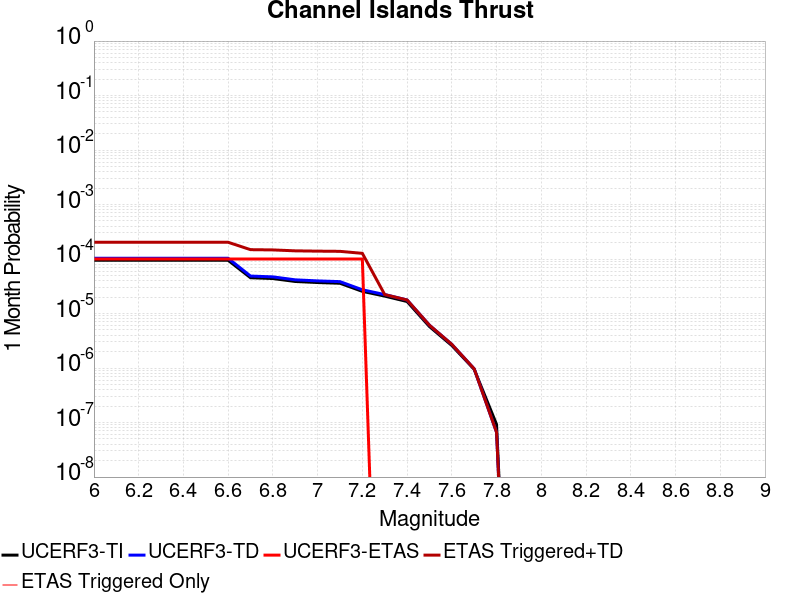 Channel Islands Thrust
1 Month Probability
10^0
10^-1
10^-2
10^-3
10^-4
10^-5
10^-6
10^-7
10^-8
6 6.2 6.4 6.6 6.8 7 7.2 7.4 7.6 7.8 8 8.2 8.4 8.6 8.8 9
Magnitude
UCERF3-TI UCERF3-TD UCERF3-ETAS ETAS Triggered+TD
ETAS Triggered Only